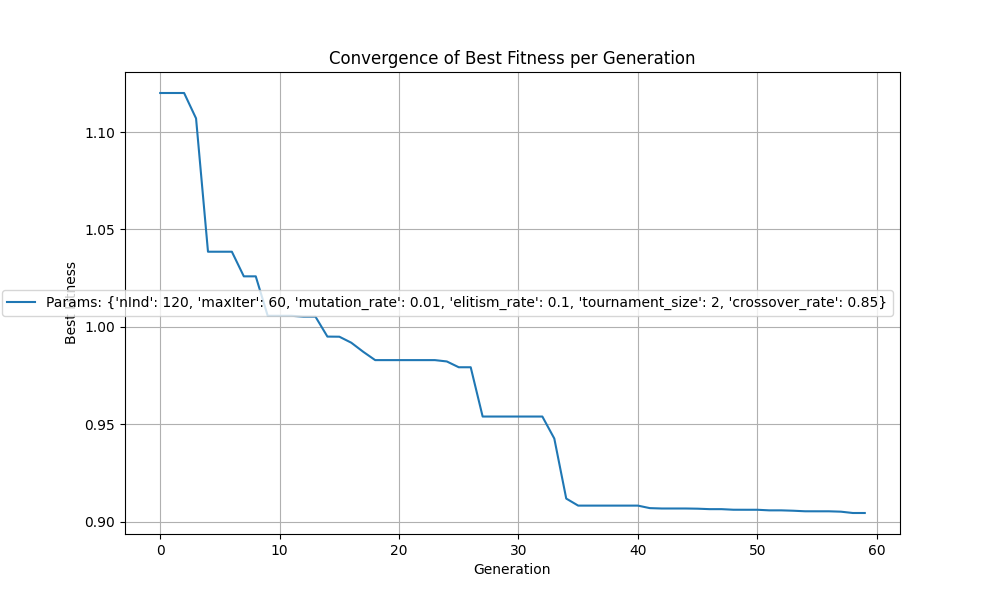 Convergence of Best Fitness per Generation
1.10
1.05
Best
Params: {'nInd': 120, 'maxIter': 60, 'mutation_rate': 0.01, 'elitism_rate': 0.1, 'tournament_size': 2, 'crossover_rate': 0.85}
1.00
0.95
0.90
0 10 20 30 40 50 60
Generation